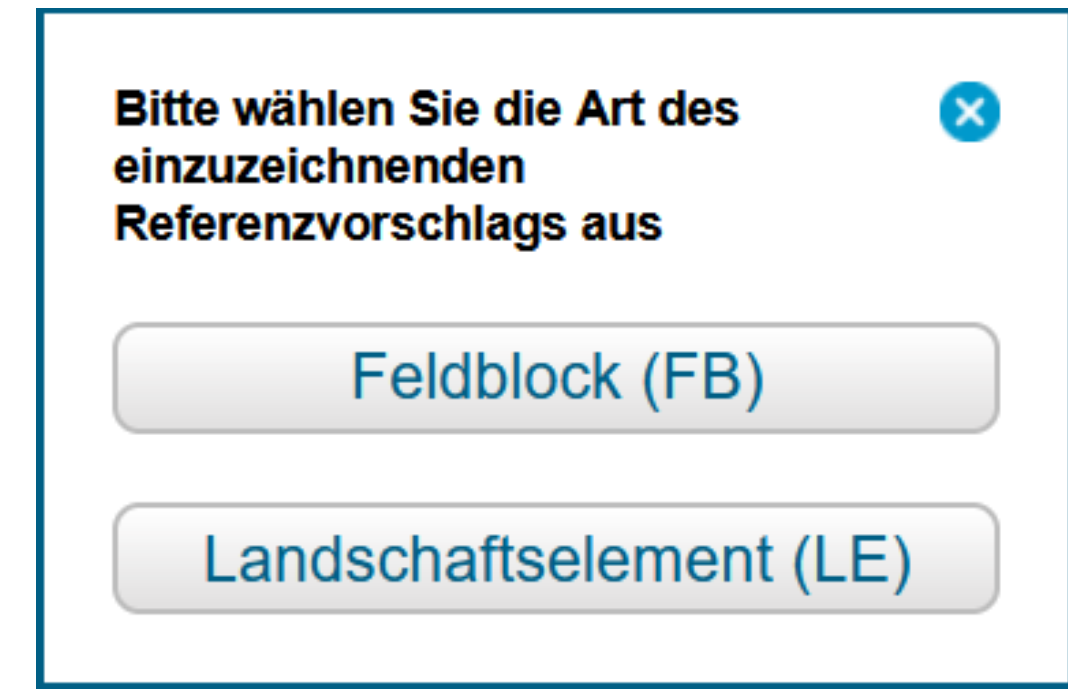 Bitte wählen Sie die Art des
einzuzeichnenden
Referenzvorschlags aus
Feldblock (FB)
Landschaftselement (LE)